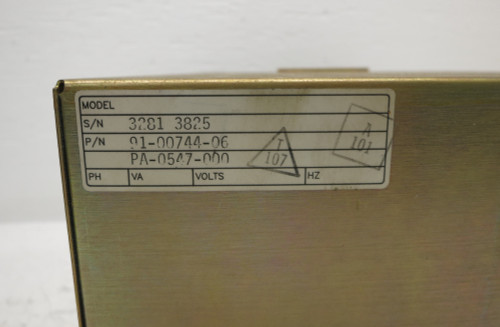 MODEL
S/N 3281 3825
P/N 91-00744-06
PA-0547-000
T
107
A
101
PH VA VOLTS HZ